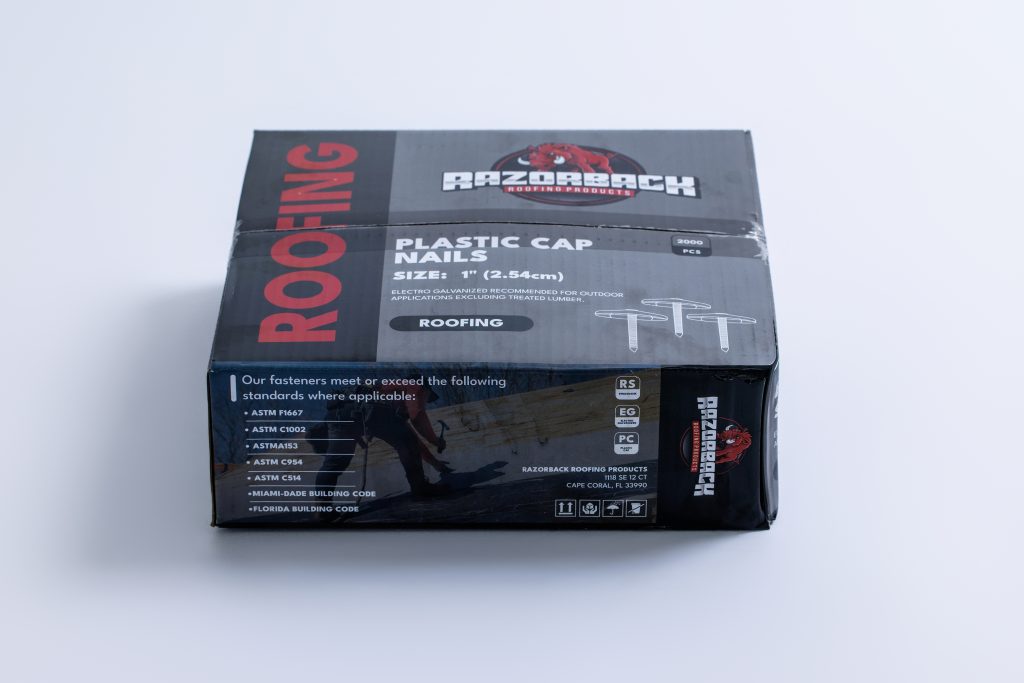 ROOFING
RAZORBACK
ROOFING PRODUCTS
PLASTIC CAP
NAILS
2000
PCS
SIZE: 1" (2.54cm)
ELECTRO GALVANIZED RECOMMENDED FOR OUTDOOR
APPLICATIONS EXCLUDING TREATED LUMBER.
ROOFING
Our fasteners meet or exceed the following
standards where applicable:
• ASTM F1667
• ASTM C1002
• ASTMA153
• ASTM C954
• ASTM C514
•MIAMI-DADE BUILDING CODE
•FLORIDA BUILDING CODE
RS
EG
PC
RAZORBACK ROOFING PRODUCTS
1118 SE 12 CT
CAPE CORAL, FL 33990
RAZORBACK
ROOFING PRODUCTS